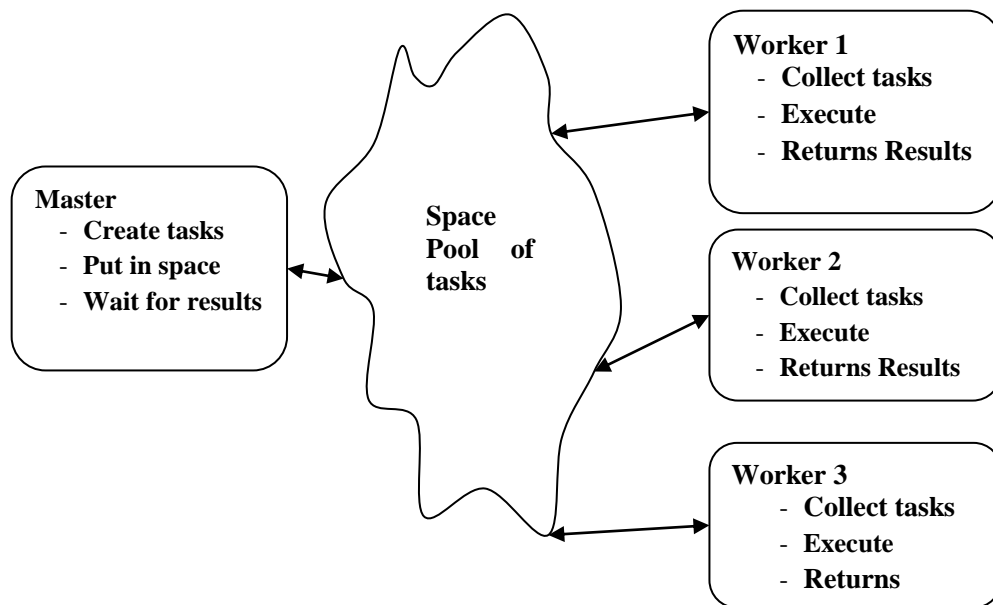 Master
- Create tasks
- Put in space
- Wait for results
Space
Pool of
tasks
Worker 1
- Collect tasks
- Execute
- Returns Results
Worker 2
- Collect tasks
- Execute
- Returns Results
Worker 3
- Collect tasks
- Execute
- Returns